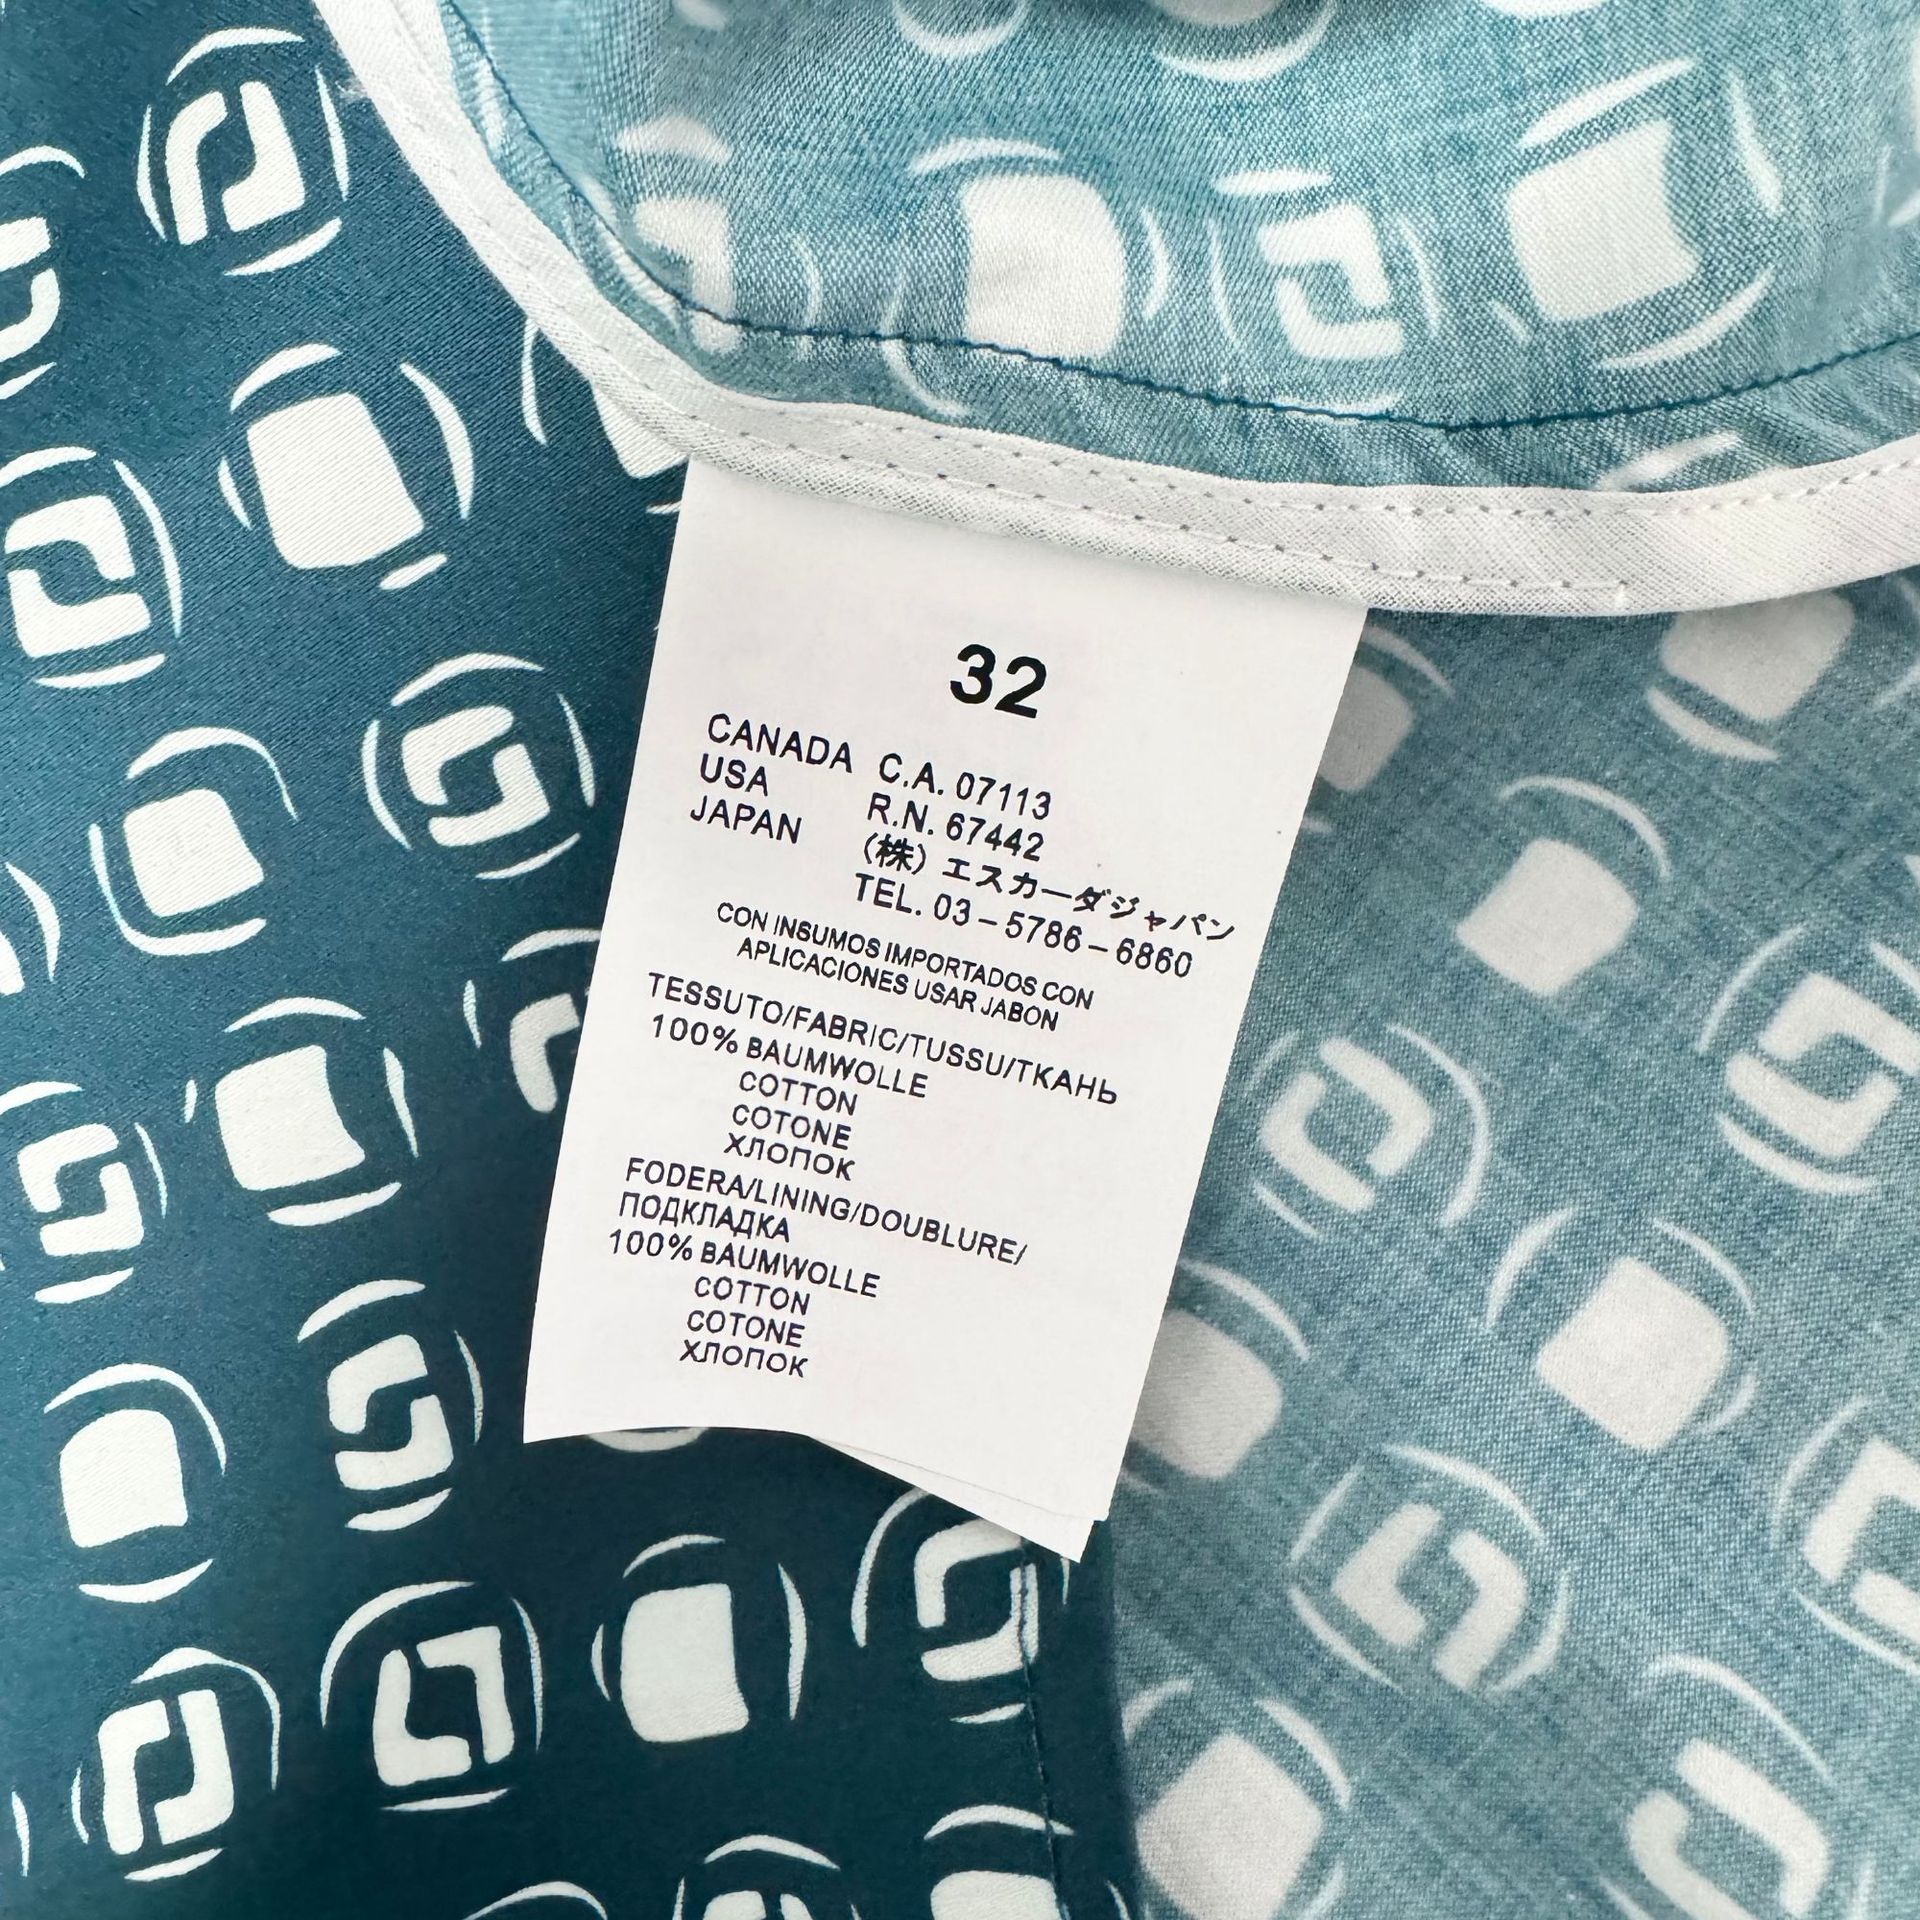 32
CANADA C.A. 07113
USA R.N. 67442
JAPAN (株) エスカーダジャパン
TEL. 03-5786-6860
CON INSUMOS IMPORTADOS CON
APLICACIONES USAR JABON
TESSUTO/FABRIC/TUSSU/ТКАНЬ
100% BAUMWOLLE
COTTON
COTONE
ХЛОПОК
FODERA/LINING/DOUBLURE/
ПОДКЛАДКА
100% BAUMWOLLE
COTTON
COTONE
ХЛОПОК